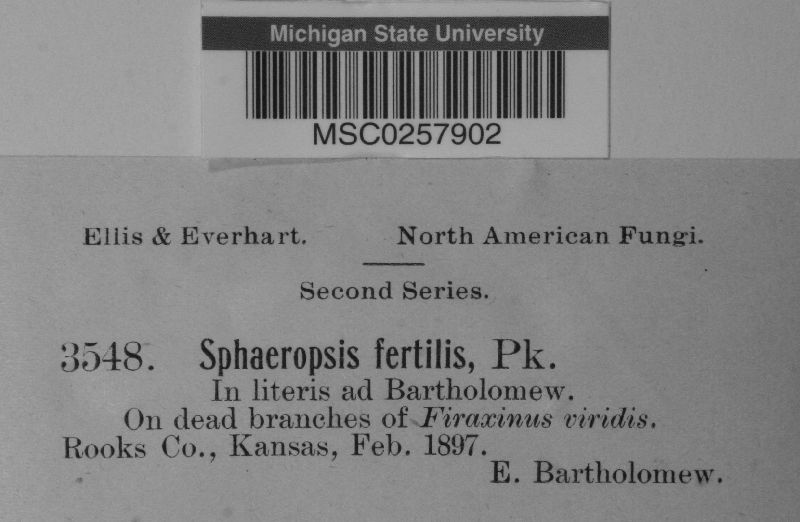 Michigan State University
MSC0257902
Ellis & Everhart. North American Fungi.
Second Series.
3548. Sphaeropsis fertilis, Pk.
In literis ad Bartholomew.
On dead branches of Firaxinus viridis.
Rooks Co., Kansas, Feb. 1897.
E. Bartholomew.